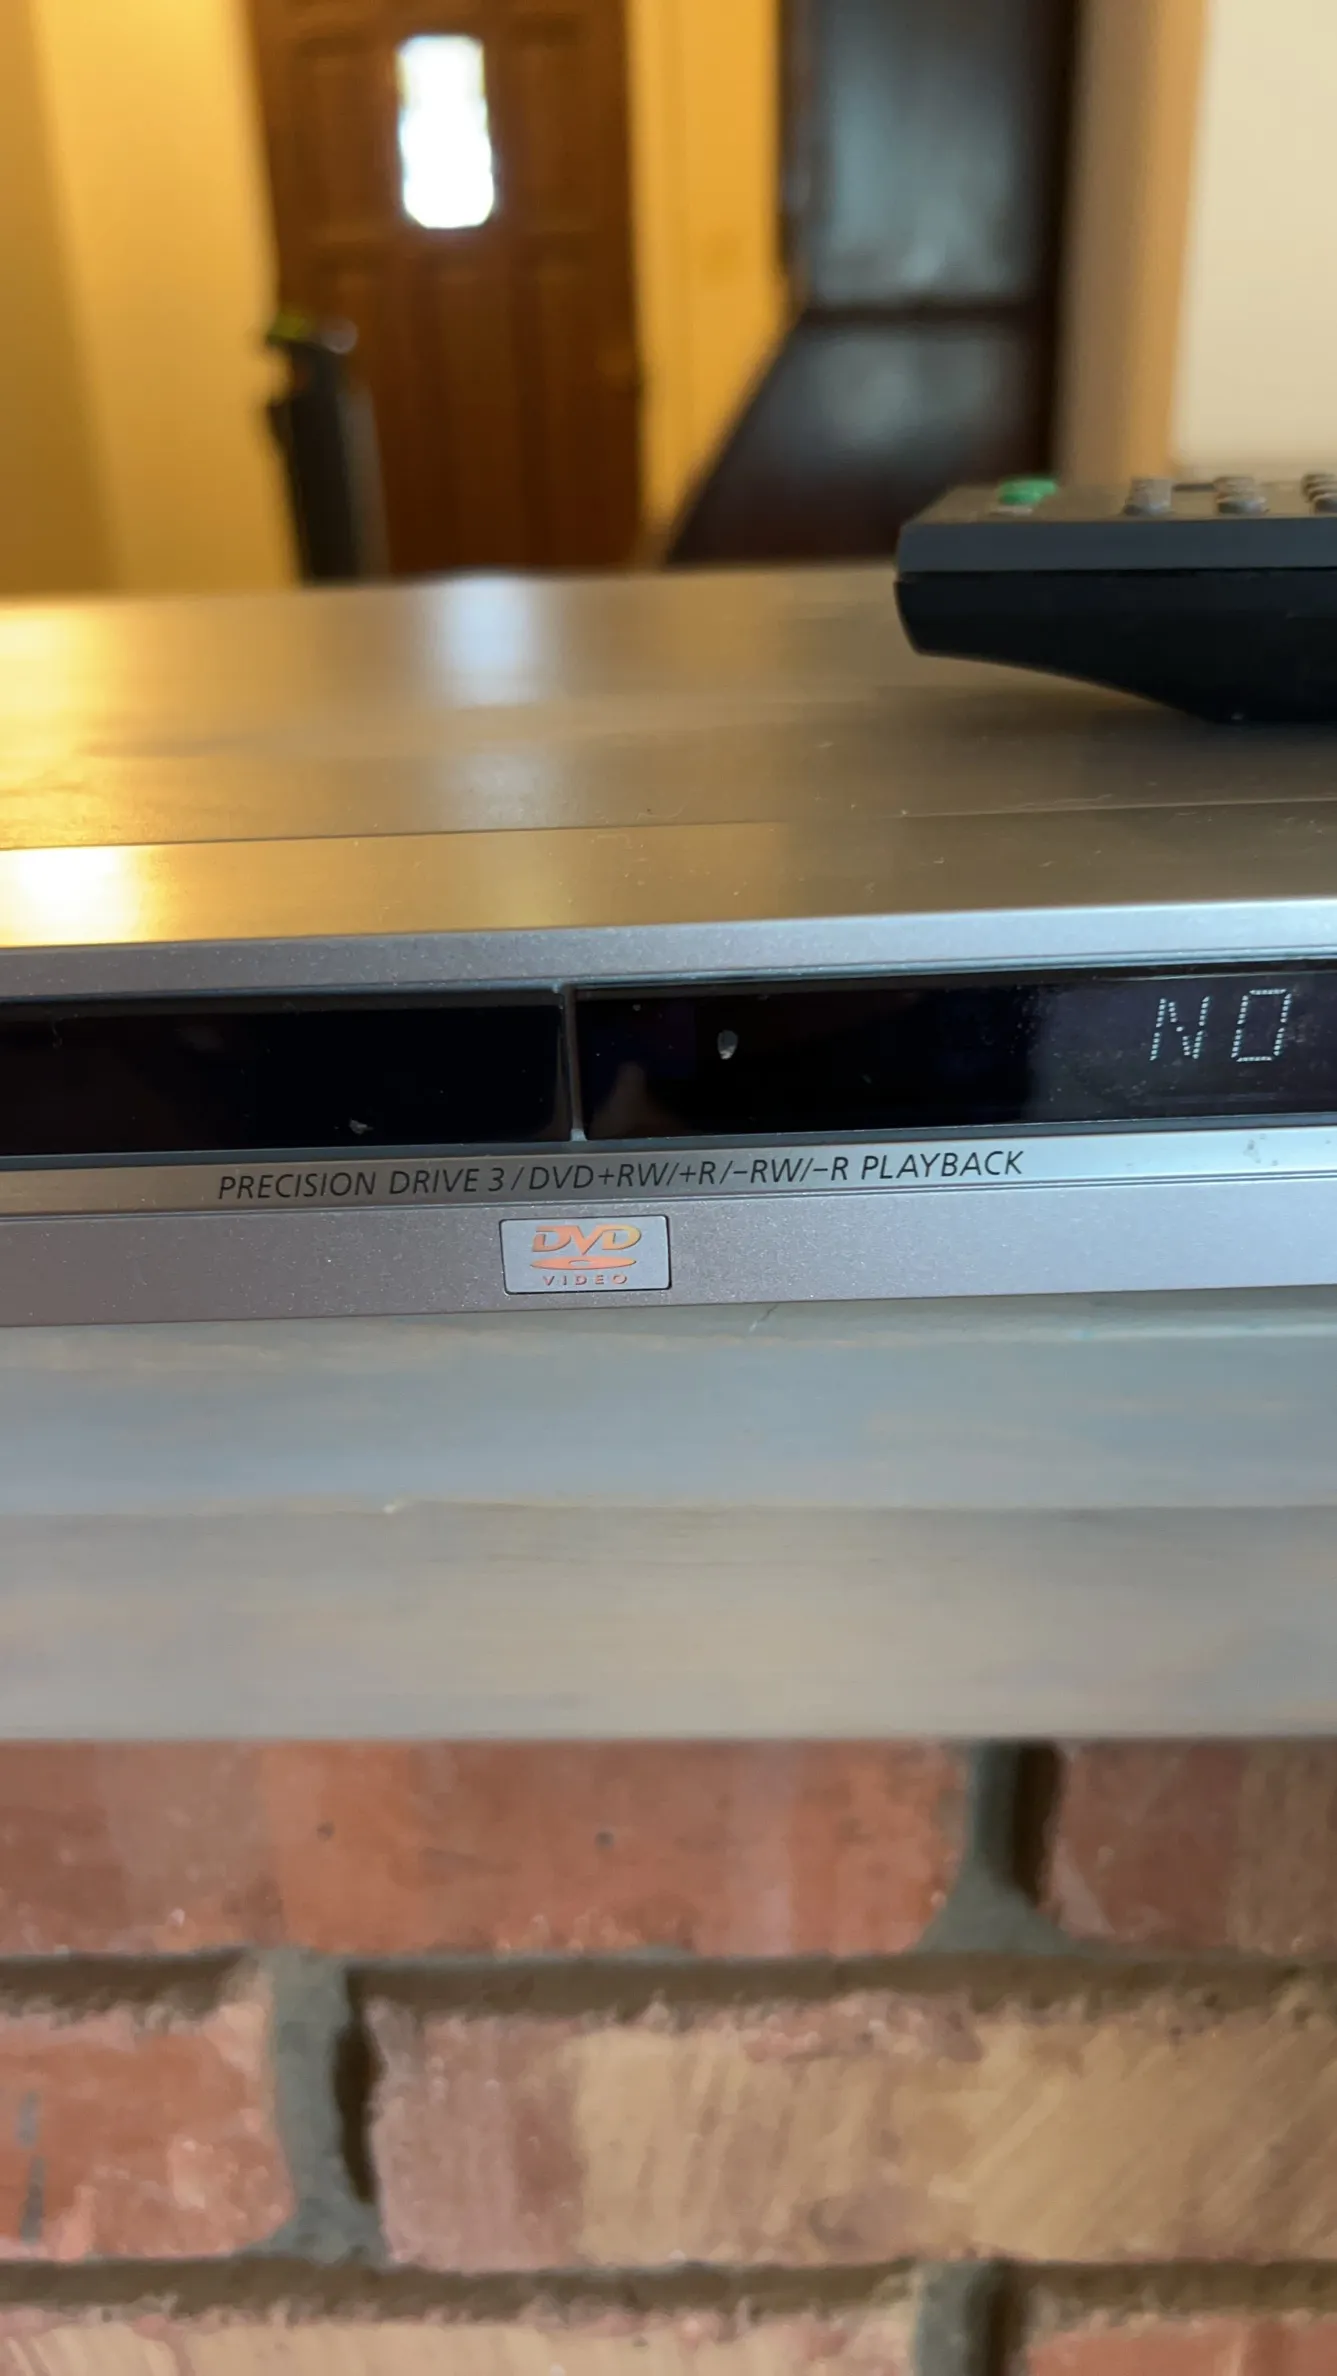 NO
PRECISION DRIVE 3/DVD+RW/+R/-RW/-R PLAYBACK
DVD
VIDEO